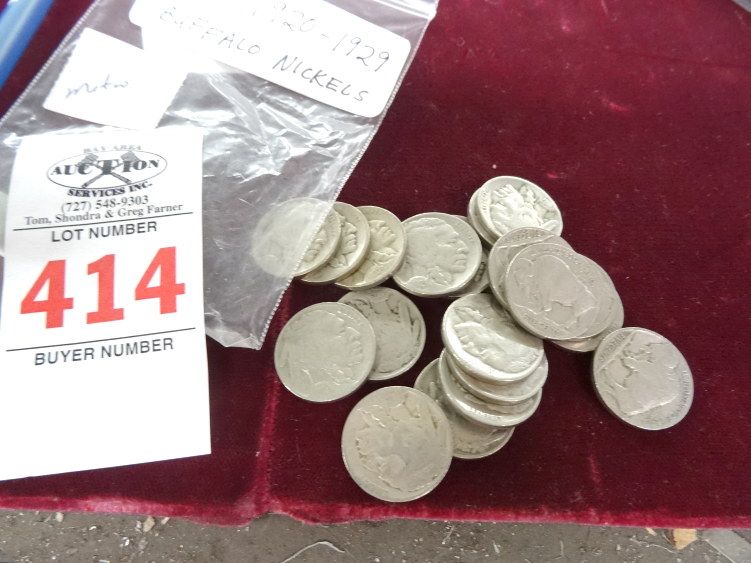 1920-1929
BUFFALO NICKELS
BAY AREA
AUCTION
SERVICES INC.
(727) 548-9303
Tom, Shondra & Greg Farner
LOT NUMBER
414
BUYER NUMBER